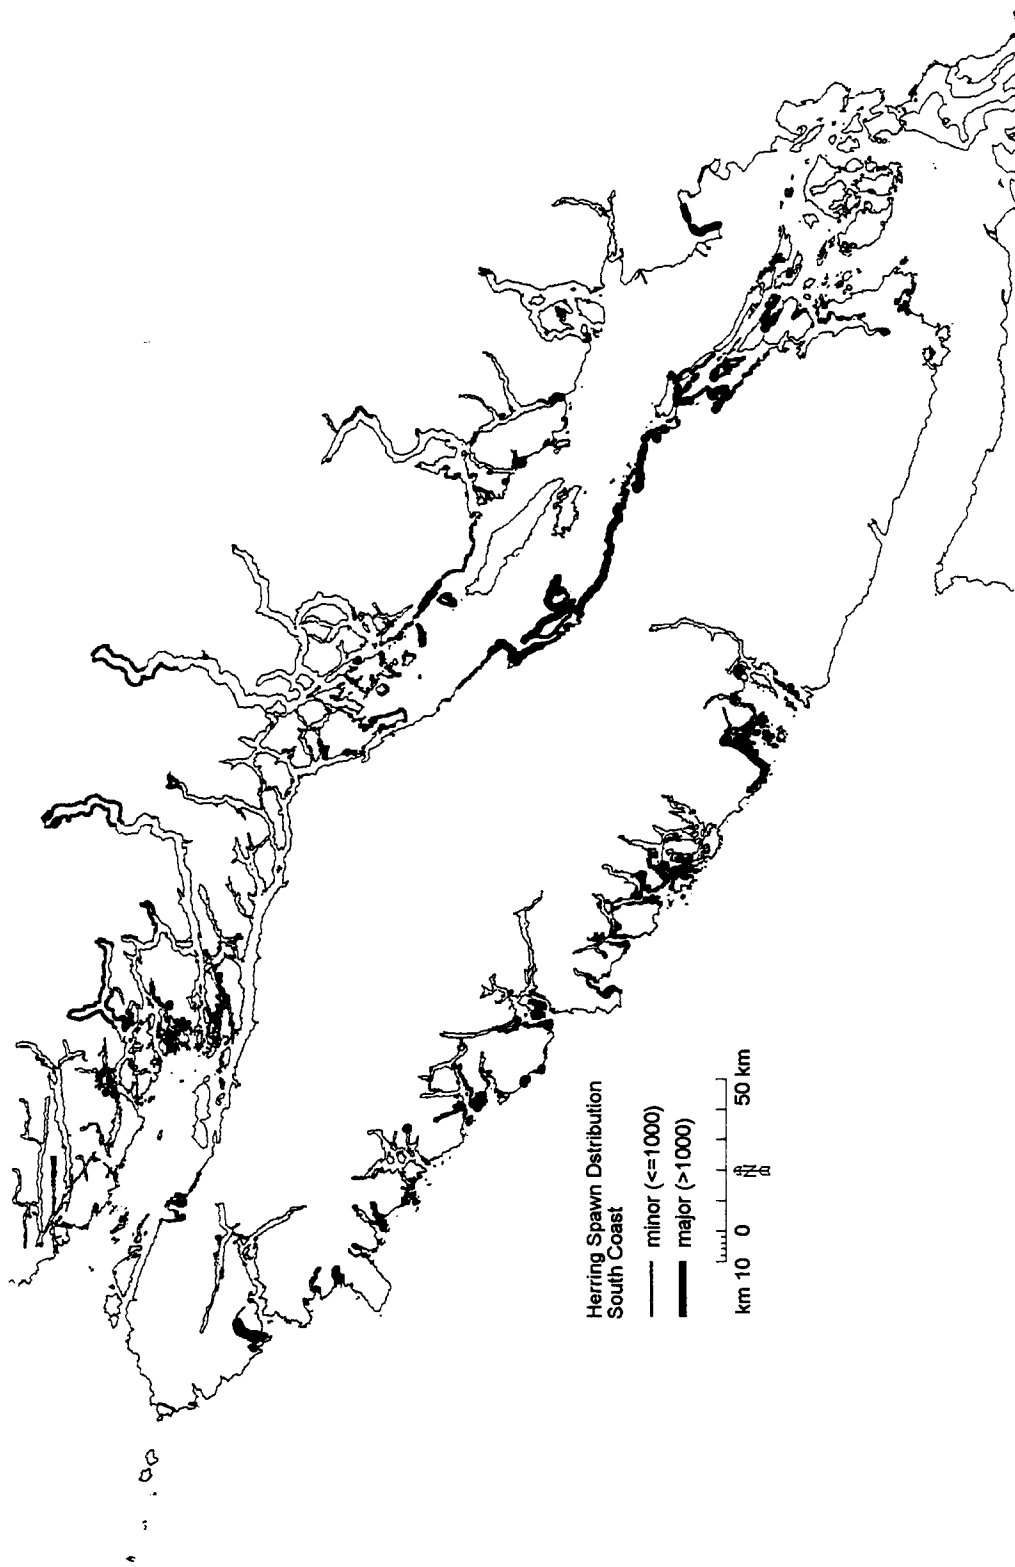 Herring Spawn Dstribution
South Coast
minor (<=1000)
major (>1000)
km 10 0 50 km
N